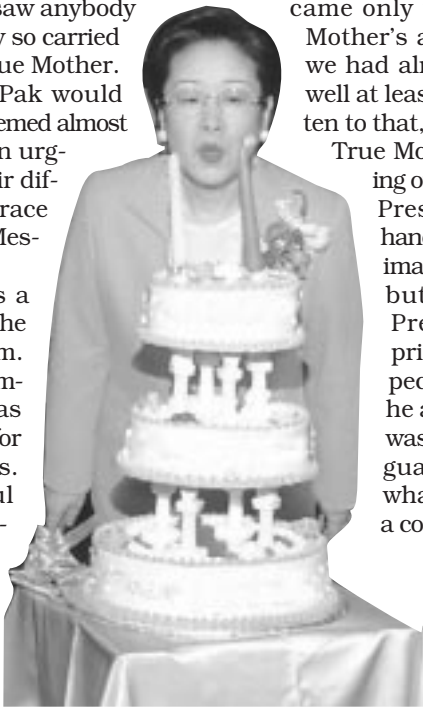 saw anybody
so carried
ue Mother.
Pak would
emed almost
n urg-
ir dif-
race
Mes-
s a
he
m.
m-
as
for
s.
ul
-
came only
Mother's a
we had alr
well at leas
ten to that,
True Mo
ing o
Pres
hand
ima
but
Pre
pri
peo
he a
was
gua
wha
a co